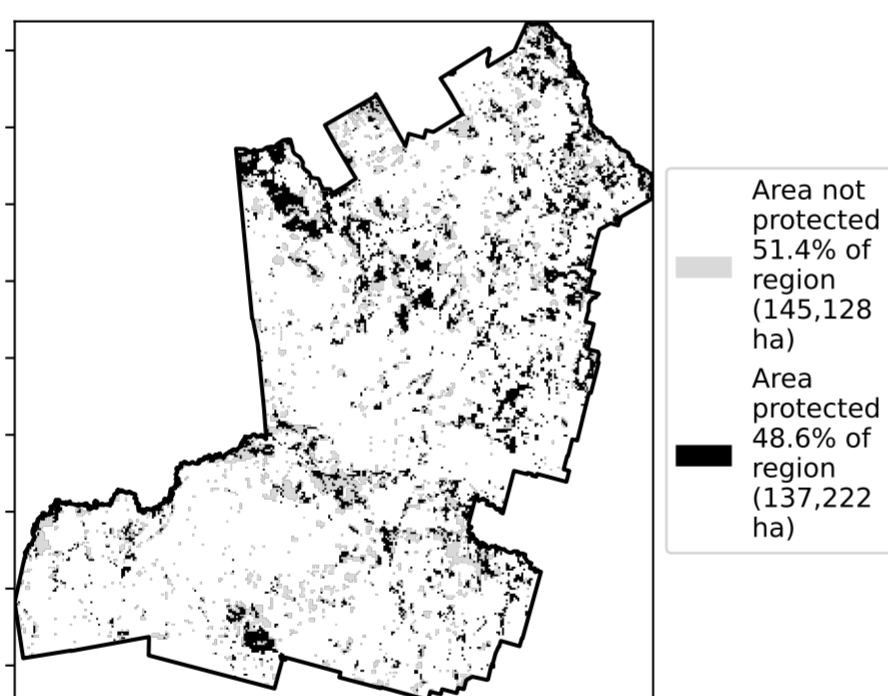 Area not
protected
51.4% of
region
(145,128
ha)
Area
protected
48.6% of
region
(137,222
ha)